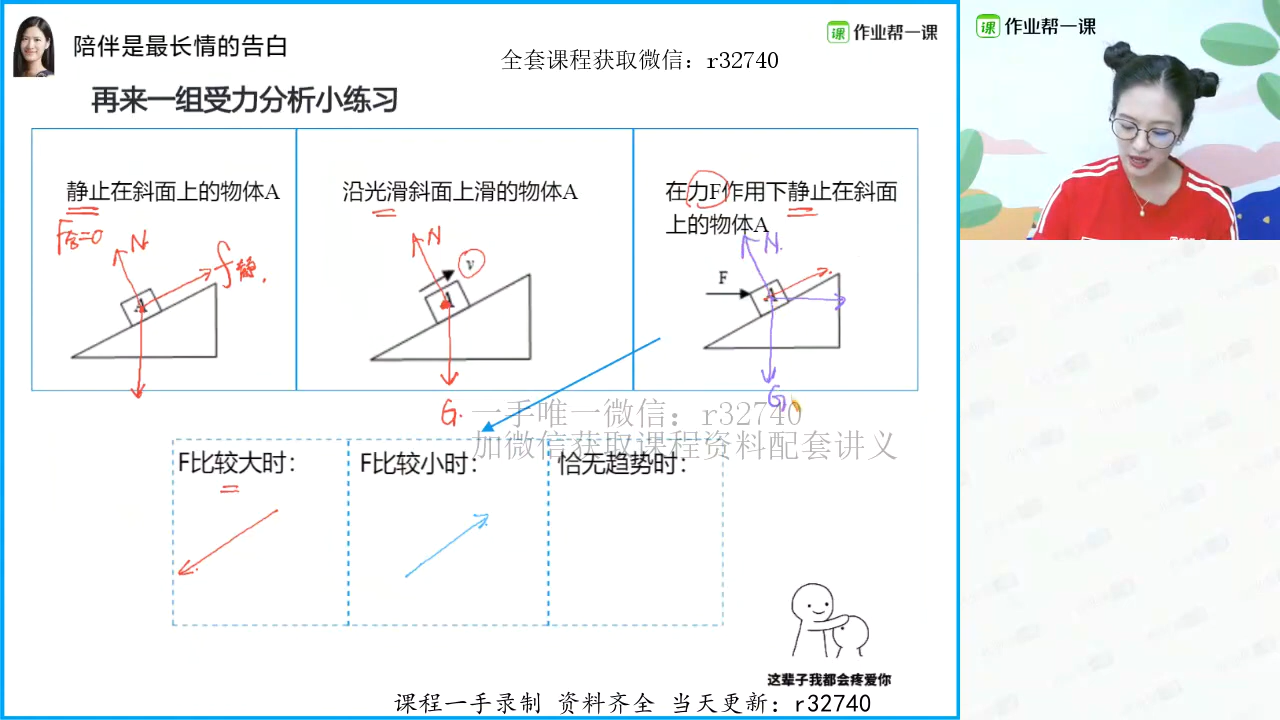 陪伴是最长情的告白
课 作业帮一课
课 作业帮一课
全套课程获取微信：r32740
再来一组受力分析小练习
静止在斜面上的物体A
沿光滑斜面上滑的物体A
在力F作用下静止在斜面
上的物体A
F合=0
N
f静
A
N
v
A
G
N
F
A
G
一手唯一微信：r32740
加微信获取课程资料配套讲义
F比较大时：
F比较小时：
恰无趋势时：
这辈子我都会疼爱你
课程一手录制 资料齐全 当天更新：r32740